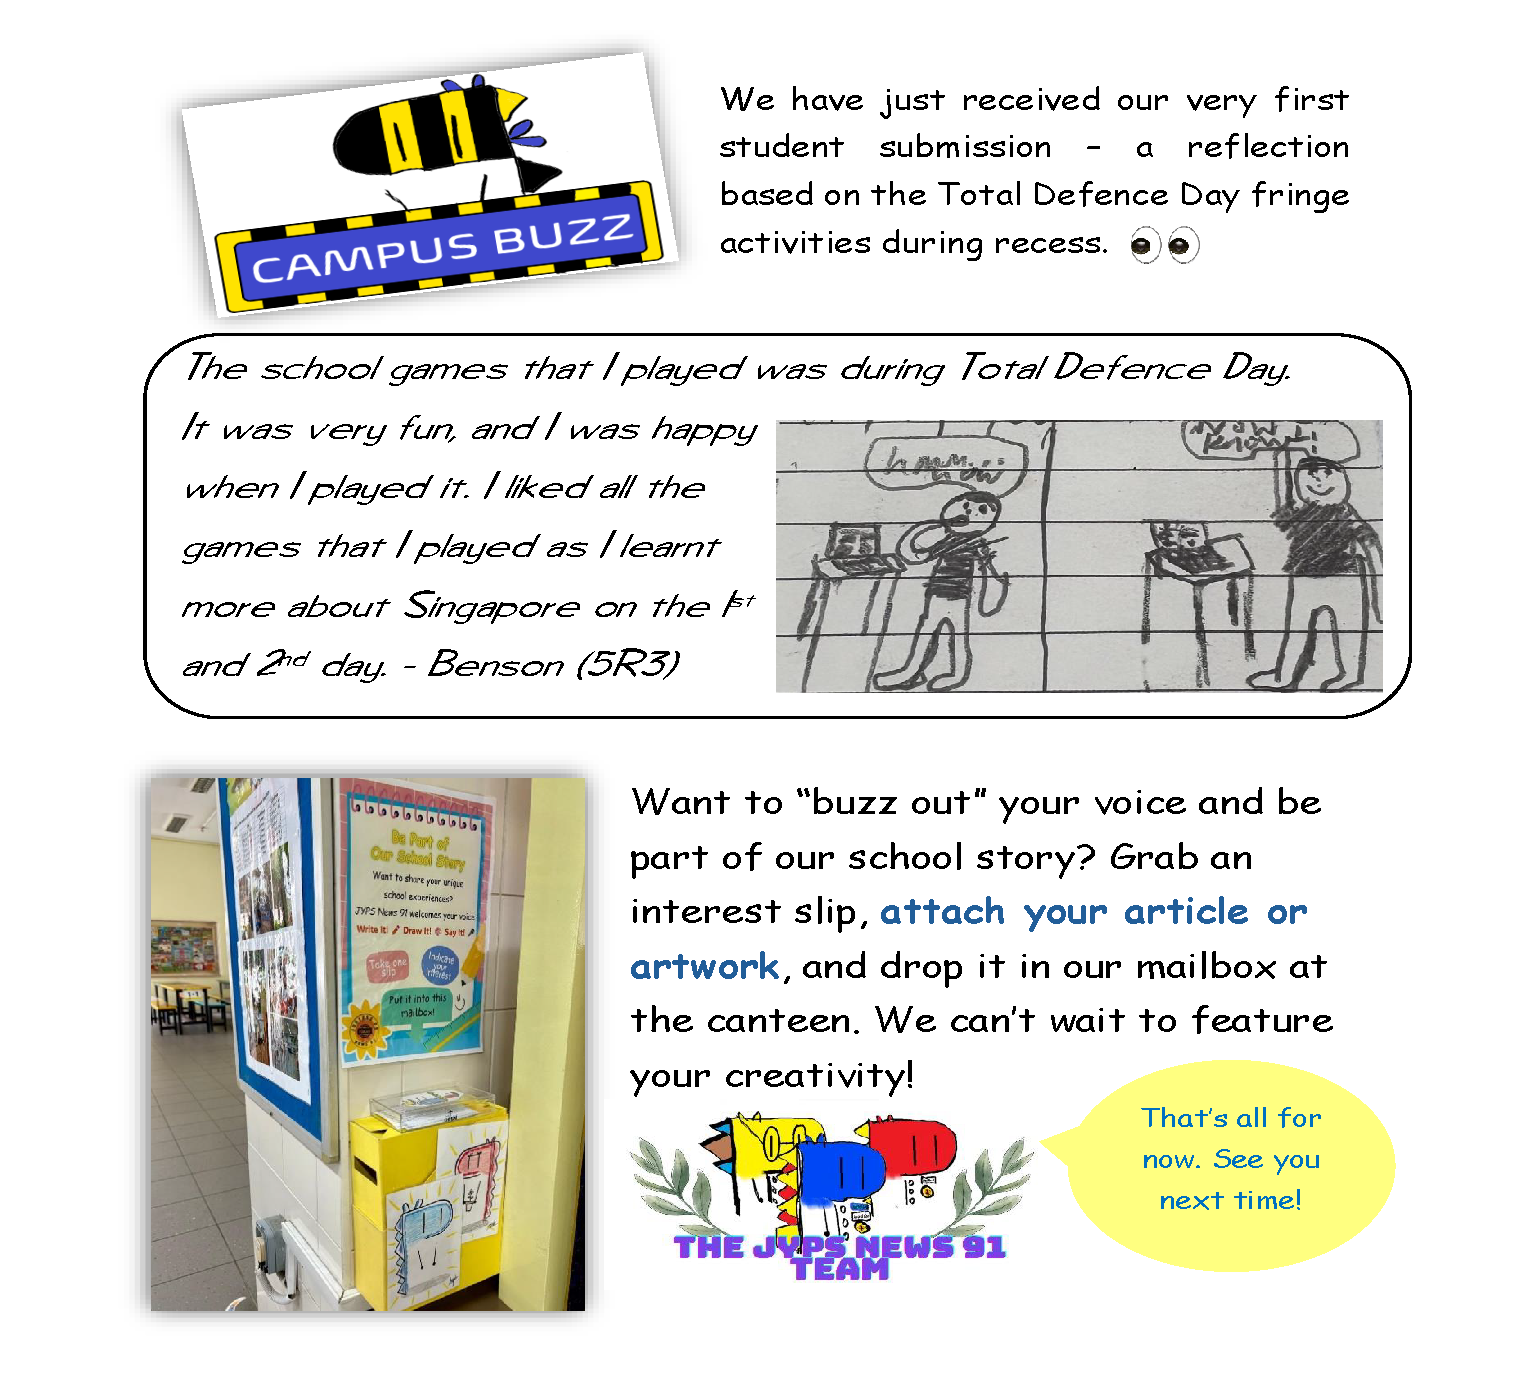 CAMPUS BUZZ
We have just received our very first
student submission – a reflection
based on the Total Defence Day fringe
activities during recess.
The school games that I played was during Total Defence Day.
It was very fun, and I was happy
when I played it. I liked all the
games that I played as I learnt
more about Singapore on the 1st
and 2nd day. - Benson (5R3)
Be Part of
Our School Story
Want to share your unique
school experiences?
JYPS News 91 welcomes your voice
Write it! Draw it! Say it!
Take one
slip
Indicate
your
interest
Put it into this
mailbox!
Want to “buzz out” your voice and be
part of our school story? Grab an
interest slip, attach your article or
artwork, and drop it in our mailbox at
the canteen. We can’t wait to feature
your creativity!
That’s all for
now. See you
next time!
THE JYPS NEWS 91
TEAM